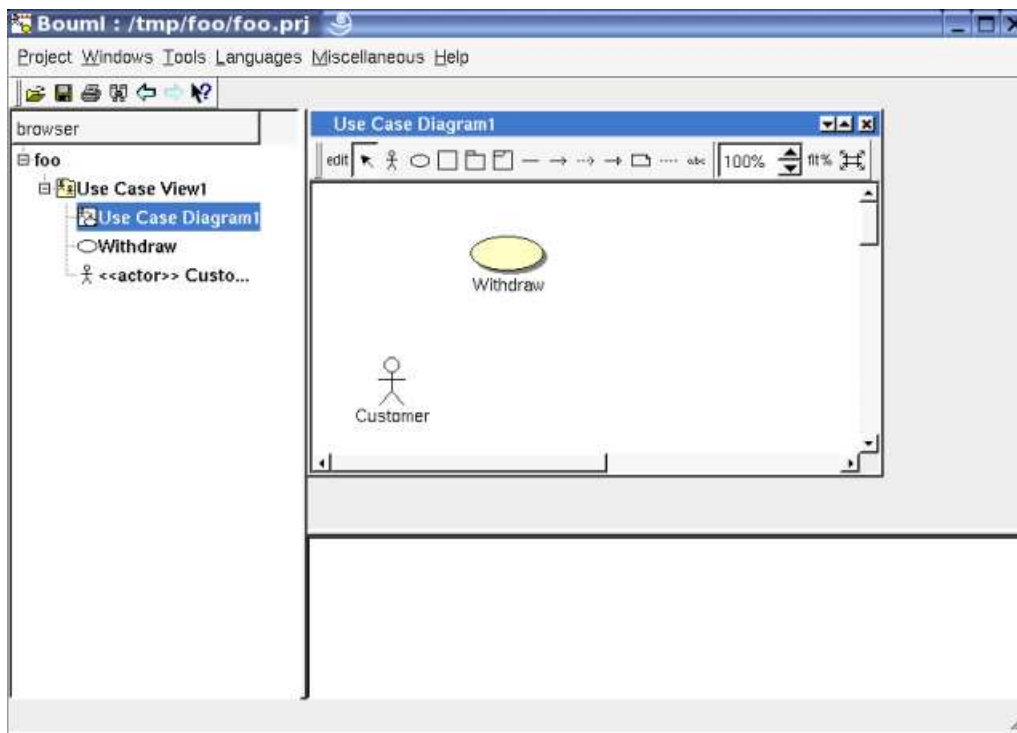 Bouml : /tmp/foo/foo.prj
Project Windows Tools Languages Miscellaneous Help
browser
foo
Use Case View1
Use Case Diagram1
Withdraw
<<actor>> Custo...
Use Case Diagram1
edit abc 100% fit%
Withdraw
Customer